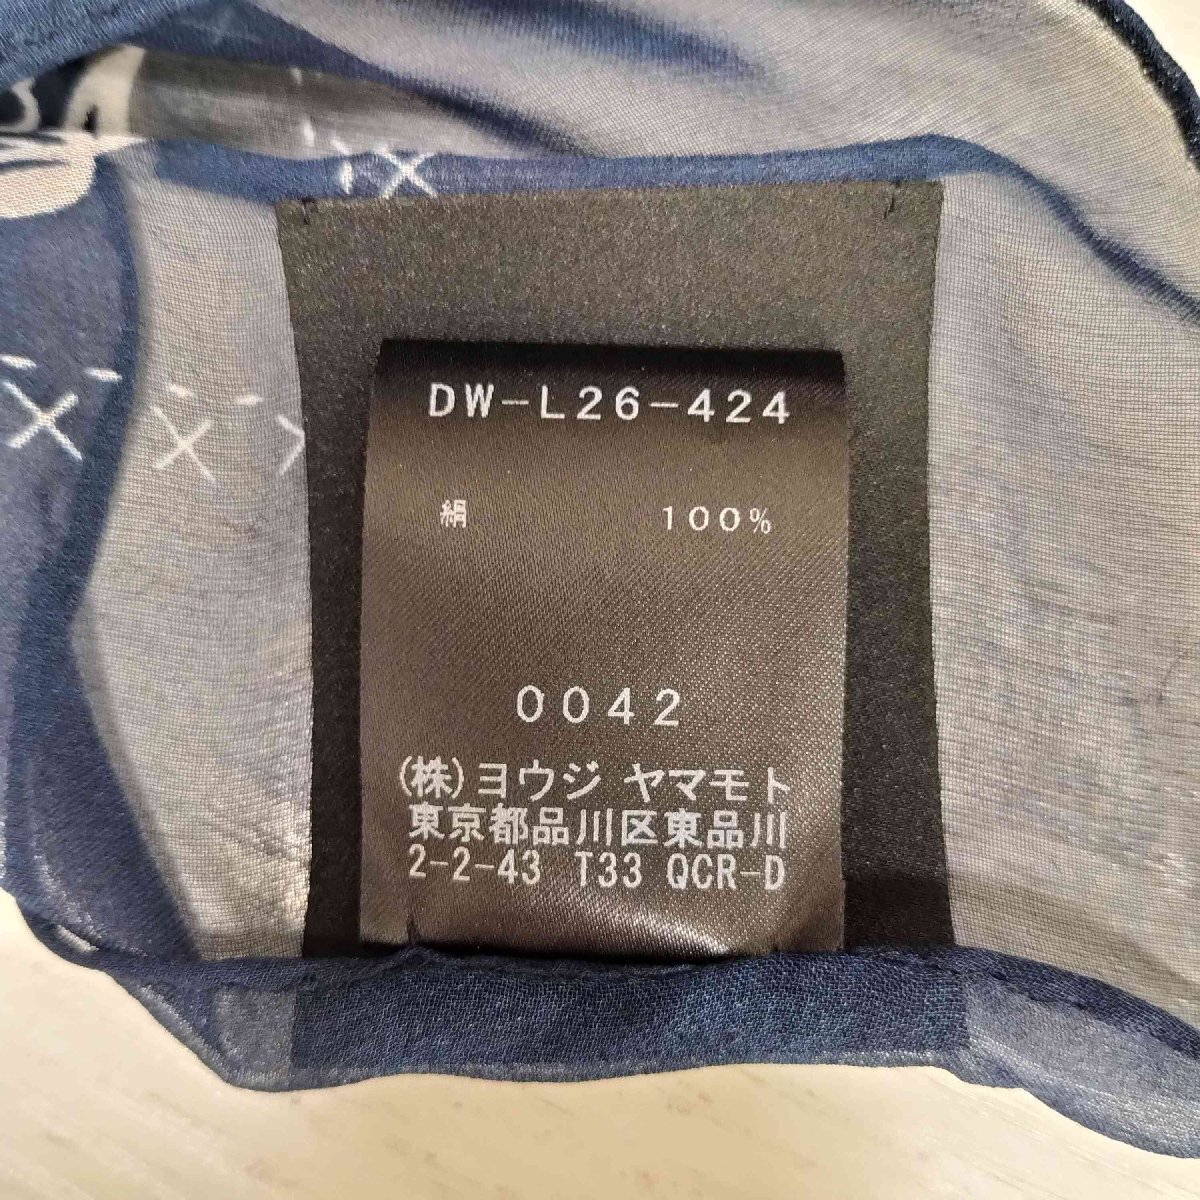 DW-L26-424
絹 100%
0042
(株)ヨウジ ヤマモト
東京都品川区東品川
2-2-43 T33 QCR-D